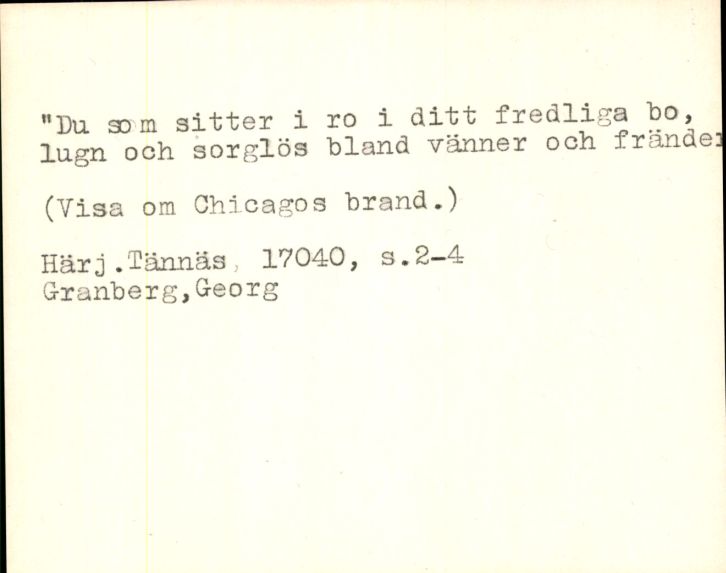 "Du som sitter i ro i ditt fredliga bo,
lugn och sorglös bland vänner och fränder
(Visa om Chicagos brand.)
Härj.Tännäs, 17040, s.2-4
Granberg,Georg